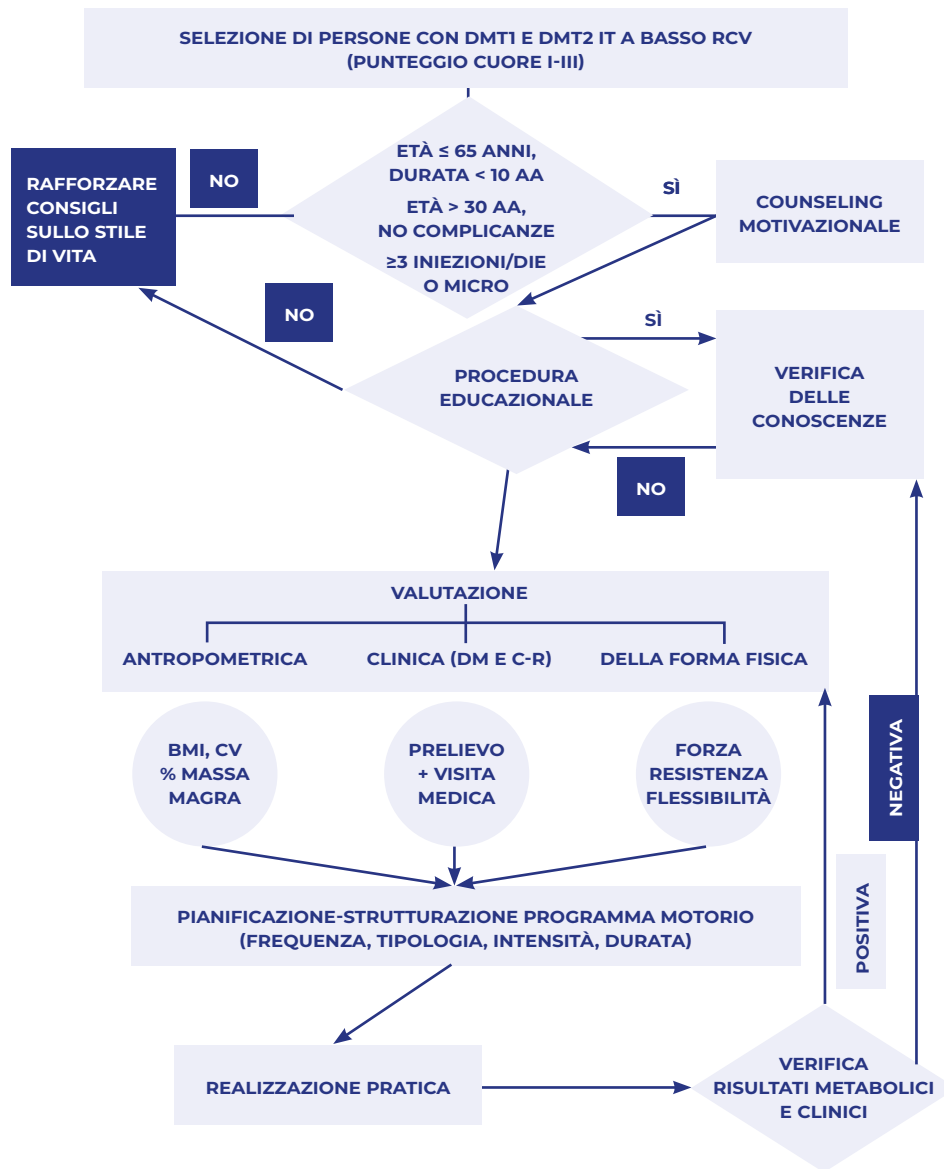 SELEZIONE DI PERSONE CON DMT1 E DMT2 IT A BASSO RCV
(PUNTEGGIO CUORE I-III)
ETÀ ≤ 65 ANNI,
DURATA < 10 AA
ETÀ > 30 AA,
NO COMPLICANZE
≥3 INIEZIONI/DIE
O MICRO
NO
RAFFORZARE
CONSIGLI
SULLO STILE
DI VITA
SÌ
COUNSELING
MOTIVAZIONALE
NO
PROCEDURA
EDUCAZIONALE
SÌ
VERIFICA
DELLE
CONOSCENZE
NO
VALUTAZIONE
ANTROPOMETRICA
CLINICA (DM E C-R)
DELLA FORMA FISICA
BMI, CV
% MASSA
MAGRA
PRELIEVO
+ VISITA
MEDICA
FORZA
RESISTENZA
FLESSIBILITÀ
NEGATIVA
POSITIVA
PIANIFICAZIONE-STRUTTURAZIONE PROGRAMMA MOTORIO
(FREQUENZA, TIPOLOGIA, INTENSITÀ, DURATA)
REALIZZAZIONE PRATICA
VERIFICA
RISULTATI METABOLICI
E CLINICI